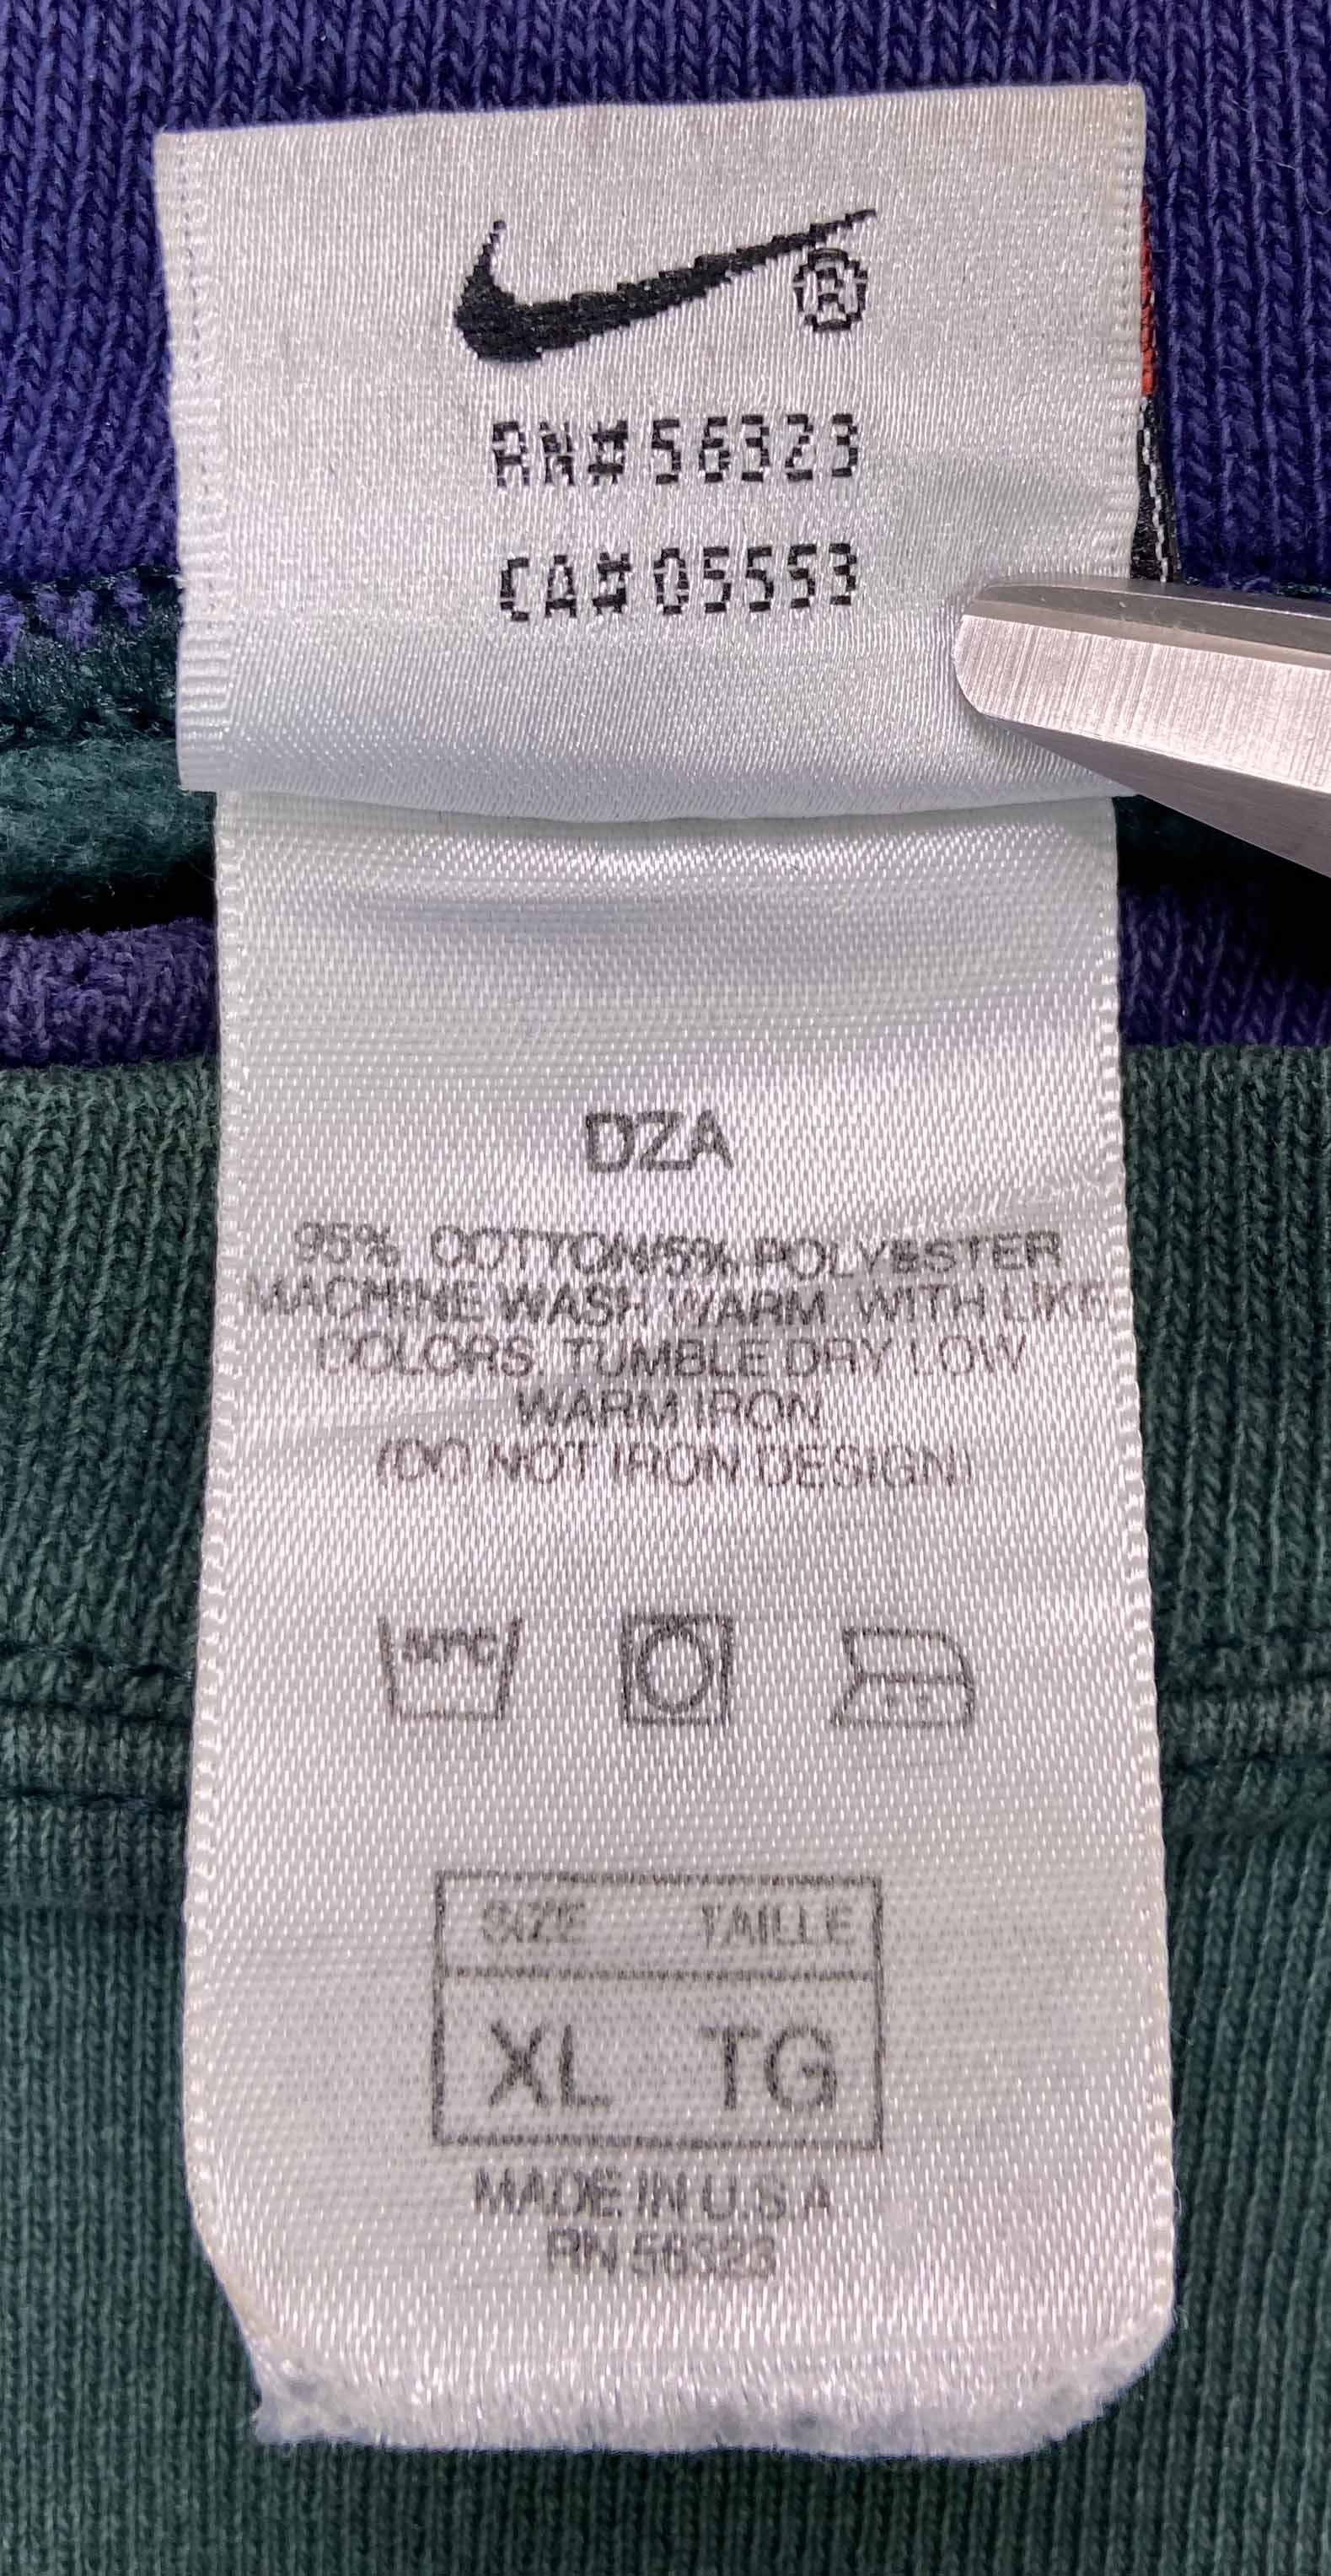 ®
RN#56323
CA#05553
DZA
95% COTTON/5% POLYESTER
MACHINE WASH WARM. WITH LIKE
COLORS. TUMBLE DRY LOW
WARM IRON
(DO NOT IRON DESIGN)
SIZE TAILLE
XL TG
MADE IN U.S.A
RN 56323